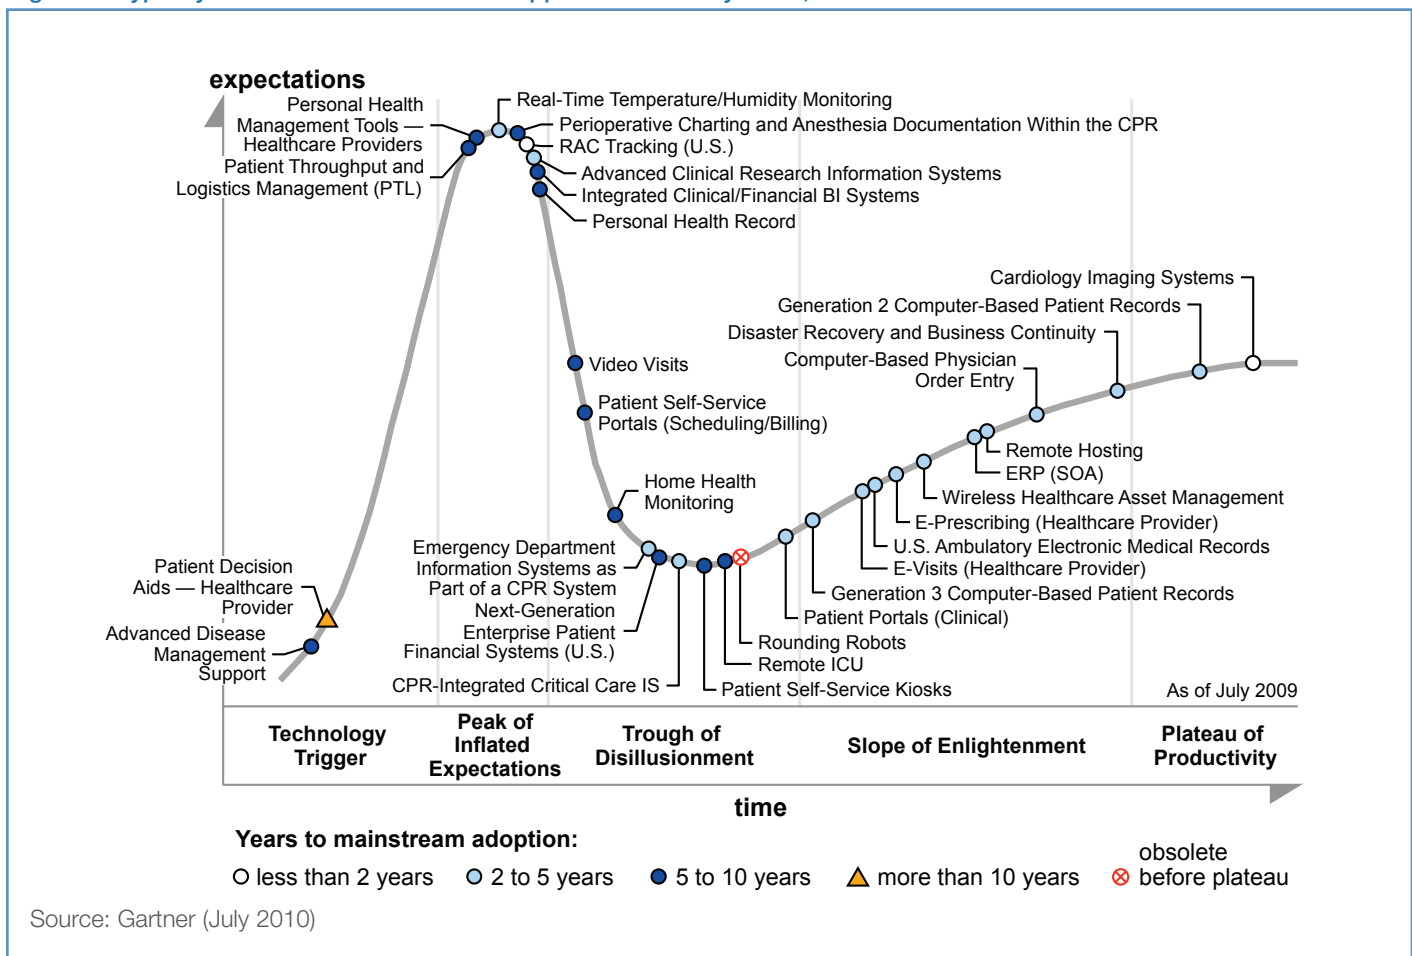 expectations
Personal Health
Management Tools —
Healthcare Providers
Patient Throughput and
Logistics Management (PTL)
Real-Time Temperature/Humidity Monitoring
Perioperative Charting and Anesthesia Documentation Within the CPR
RAC Tracking (U.S.)
Advanced Clinical Research Information Systems
Integrated Clinical/Financial BI Systems
Personal Health Record
Cardiology Imaging Systems
Generation 2 Computer-Based Patient Records
Disaster Recovery and Business Continuity
Computer-Based Physician
Order Entry
Video Visits
Patient Self-Service
Portals (Scheduling/Billing)
Home Health
Monitoring
Remote Hosting
ERP (SOA)
Wireless Healthcare Asset Management
E-Prescribing (Healthcare Provider)
U.S. Ambulatory Electronic Medical Records
E-Visits (Healthcare Provider)
Generation 3 Computer-Based Patient Records
Patient Portals (Clinical)
Rounding Robots
Remote ICU
Patient Self-Service Kiosks
Emergency Department
Information Systems as
Part of a CPR System
Next-Generation
Enterprise Patient
Financial Systems (U.S.)
CPR-Integrated Critical Care IS
Patient Decision
Aids — Healthcare
Provider
Advanced Disease
Management
Support
As of July 2009
Technology
Trigger
Peak of
Inflated
Expectations
Trough of
Disillusionment
Slope of Enlightenment
Plateau of
Productivity
time
Years to mainstream adoption:
less than 2 years
2 to 5 years
5 to 10 years
more than 10 years
obsolete
before plateau
Source: Gartner (July 2010)